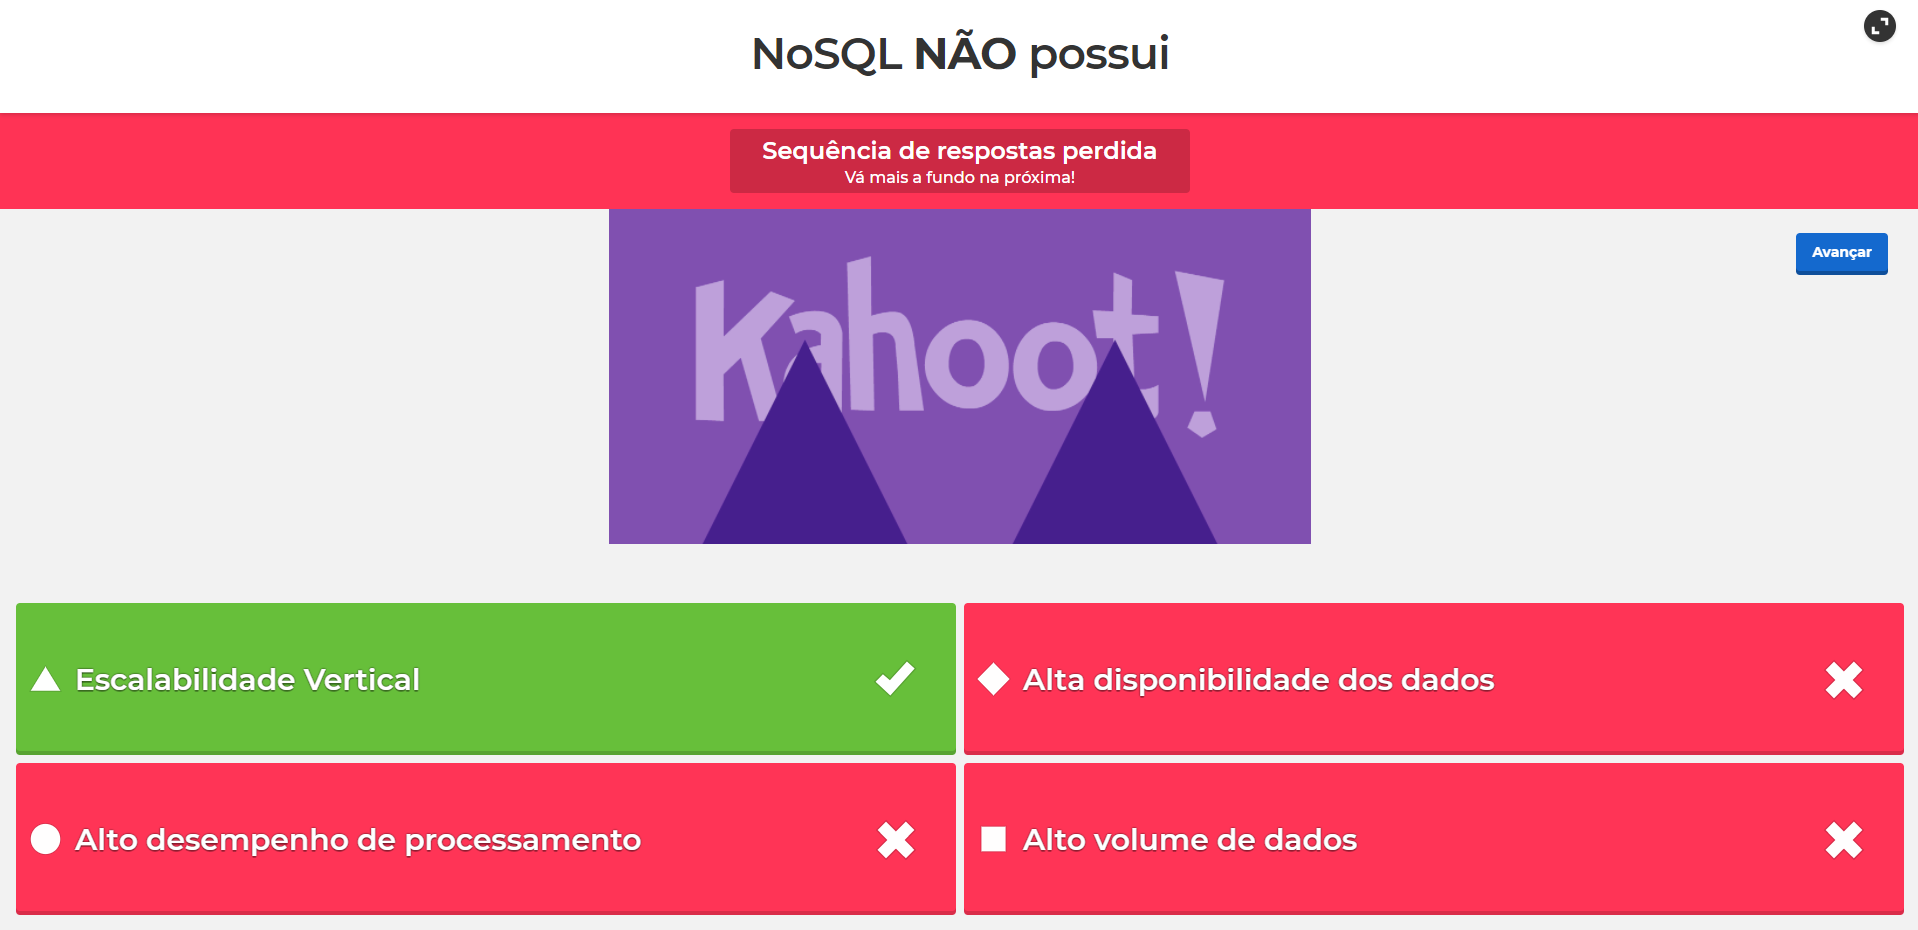 NoSQL NÃO possui
Sequência de respostas perdida
Vá mais a fundo na próxima!
Avançar
Kahoot!
Escalabilidade Vertical
Alta disponibilidade dos dados
Alto desempenho de processamento
Alto volume de dados